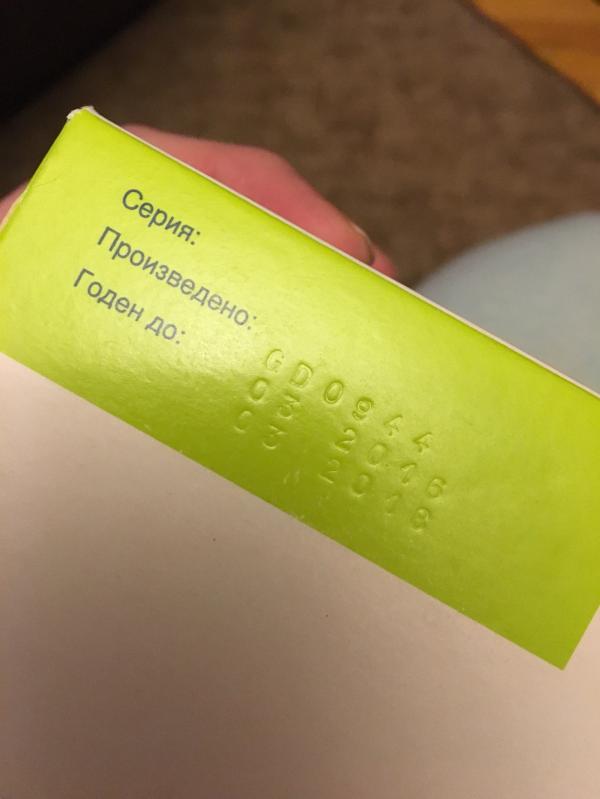 Серия:
Произведено:
Годен до:
GD0944
03 2016
03 2018